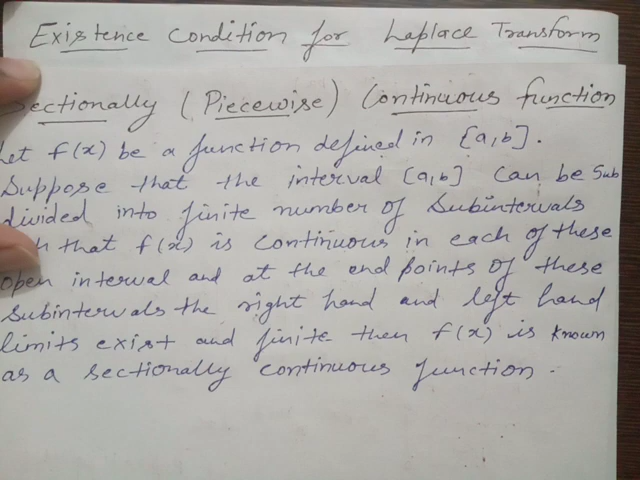 Existence Condition for Laplace Transform
Sectionally (Piecewise) Continuous function
Let f(x) be a function defined in [a,b].
Suppose that the interval [a,b] can be Sub
divided into finite number of Subintervals
that f(x) is continuous in each of these
open interval and at the end points of these
Subintervals the right hand and left hand
limits exist and finite then f(x) is known
as a sectionally continuous function.